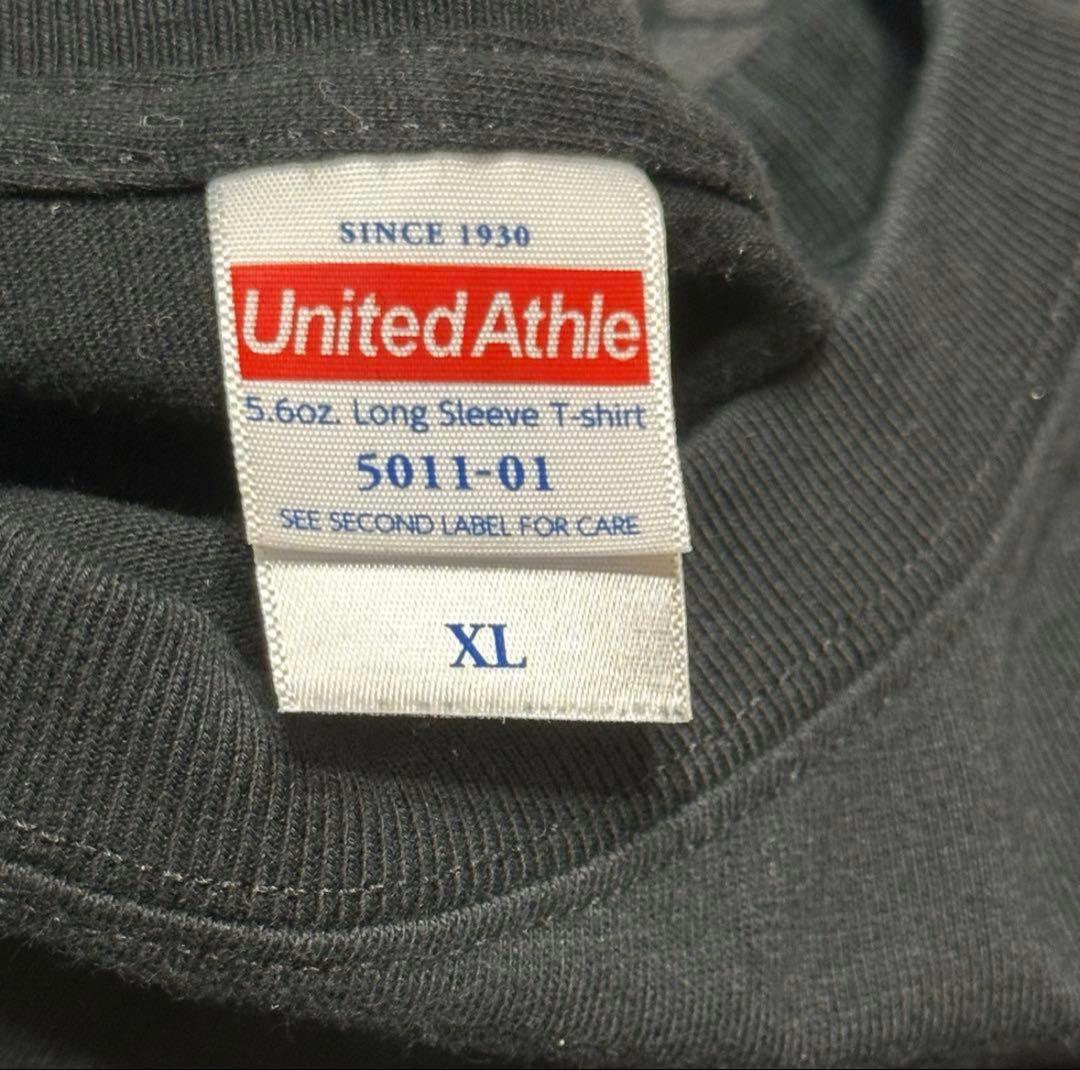 SINCE 1930
United Athle
5.6oz. Long Sleeve T-shirt
5011-01
SEE SECOND LABEL FOR CARE
XL